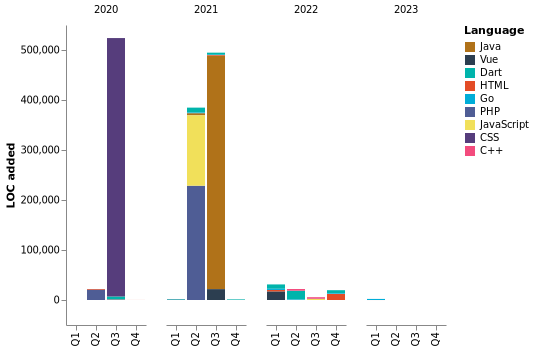 2020 2021 2022 2023
Language
Java
Vue
Dart
HTML
Go
PHP
JavaScript
CSS
C++
LOC added
500,000
400,000
300,000
200,000
100,000
0
Q1 Q2 Q3 Q4 Q1 Q2 Q3 Q4 Q1 Q2 Q3 Q4 Q1 Q2 Q3 Q4